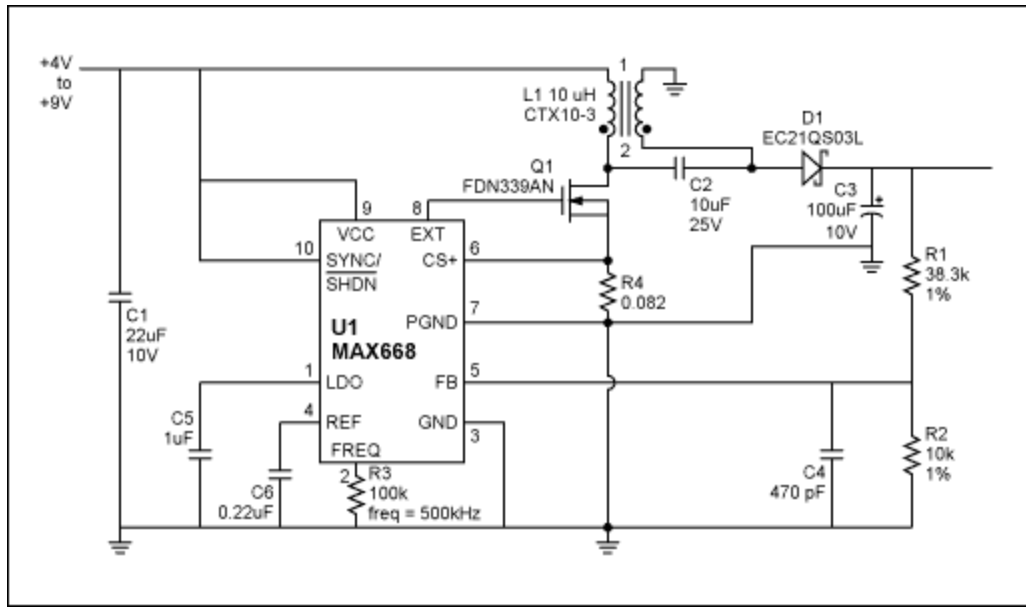 +4V
to
+9V
1
L1 10 uH
CTX10-3
2
D1
EC21QS03L
Q1
FDN339AN
C2
10uF
25V
C3
100uF
10V
+
9
8
VCC
EXT
10
SYNC/
SHDN
CS+
6
R4
0.082
R1
38.3k
1%
C1
22uF
10V
U1
MAX668
PGND
7
1
LDO
FB
5
4
REF
GND
3
C5
1uF
FREQ
2
R3
100k
freq = 500kHz
C6
0.22uF
C4
470 pF
R2
10k
1%